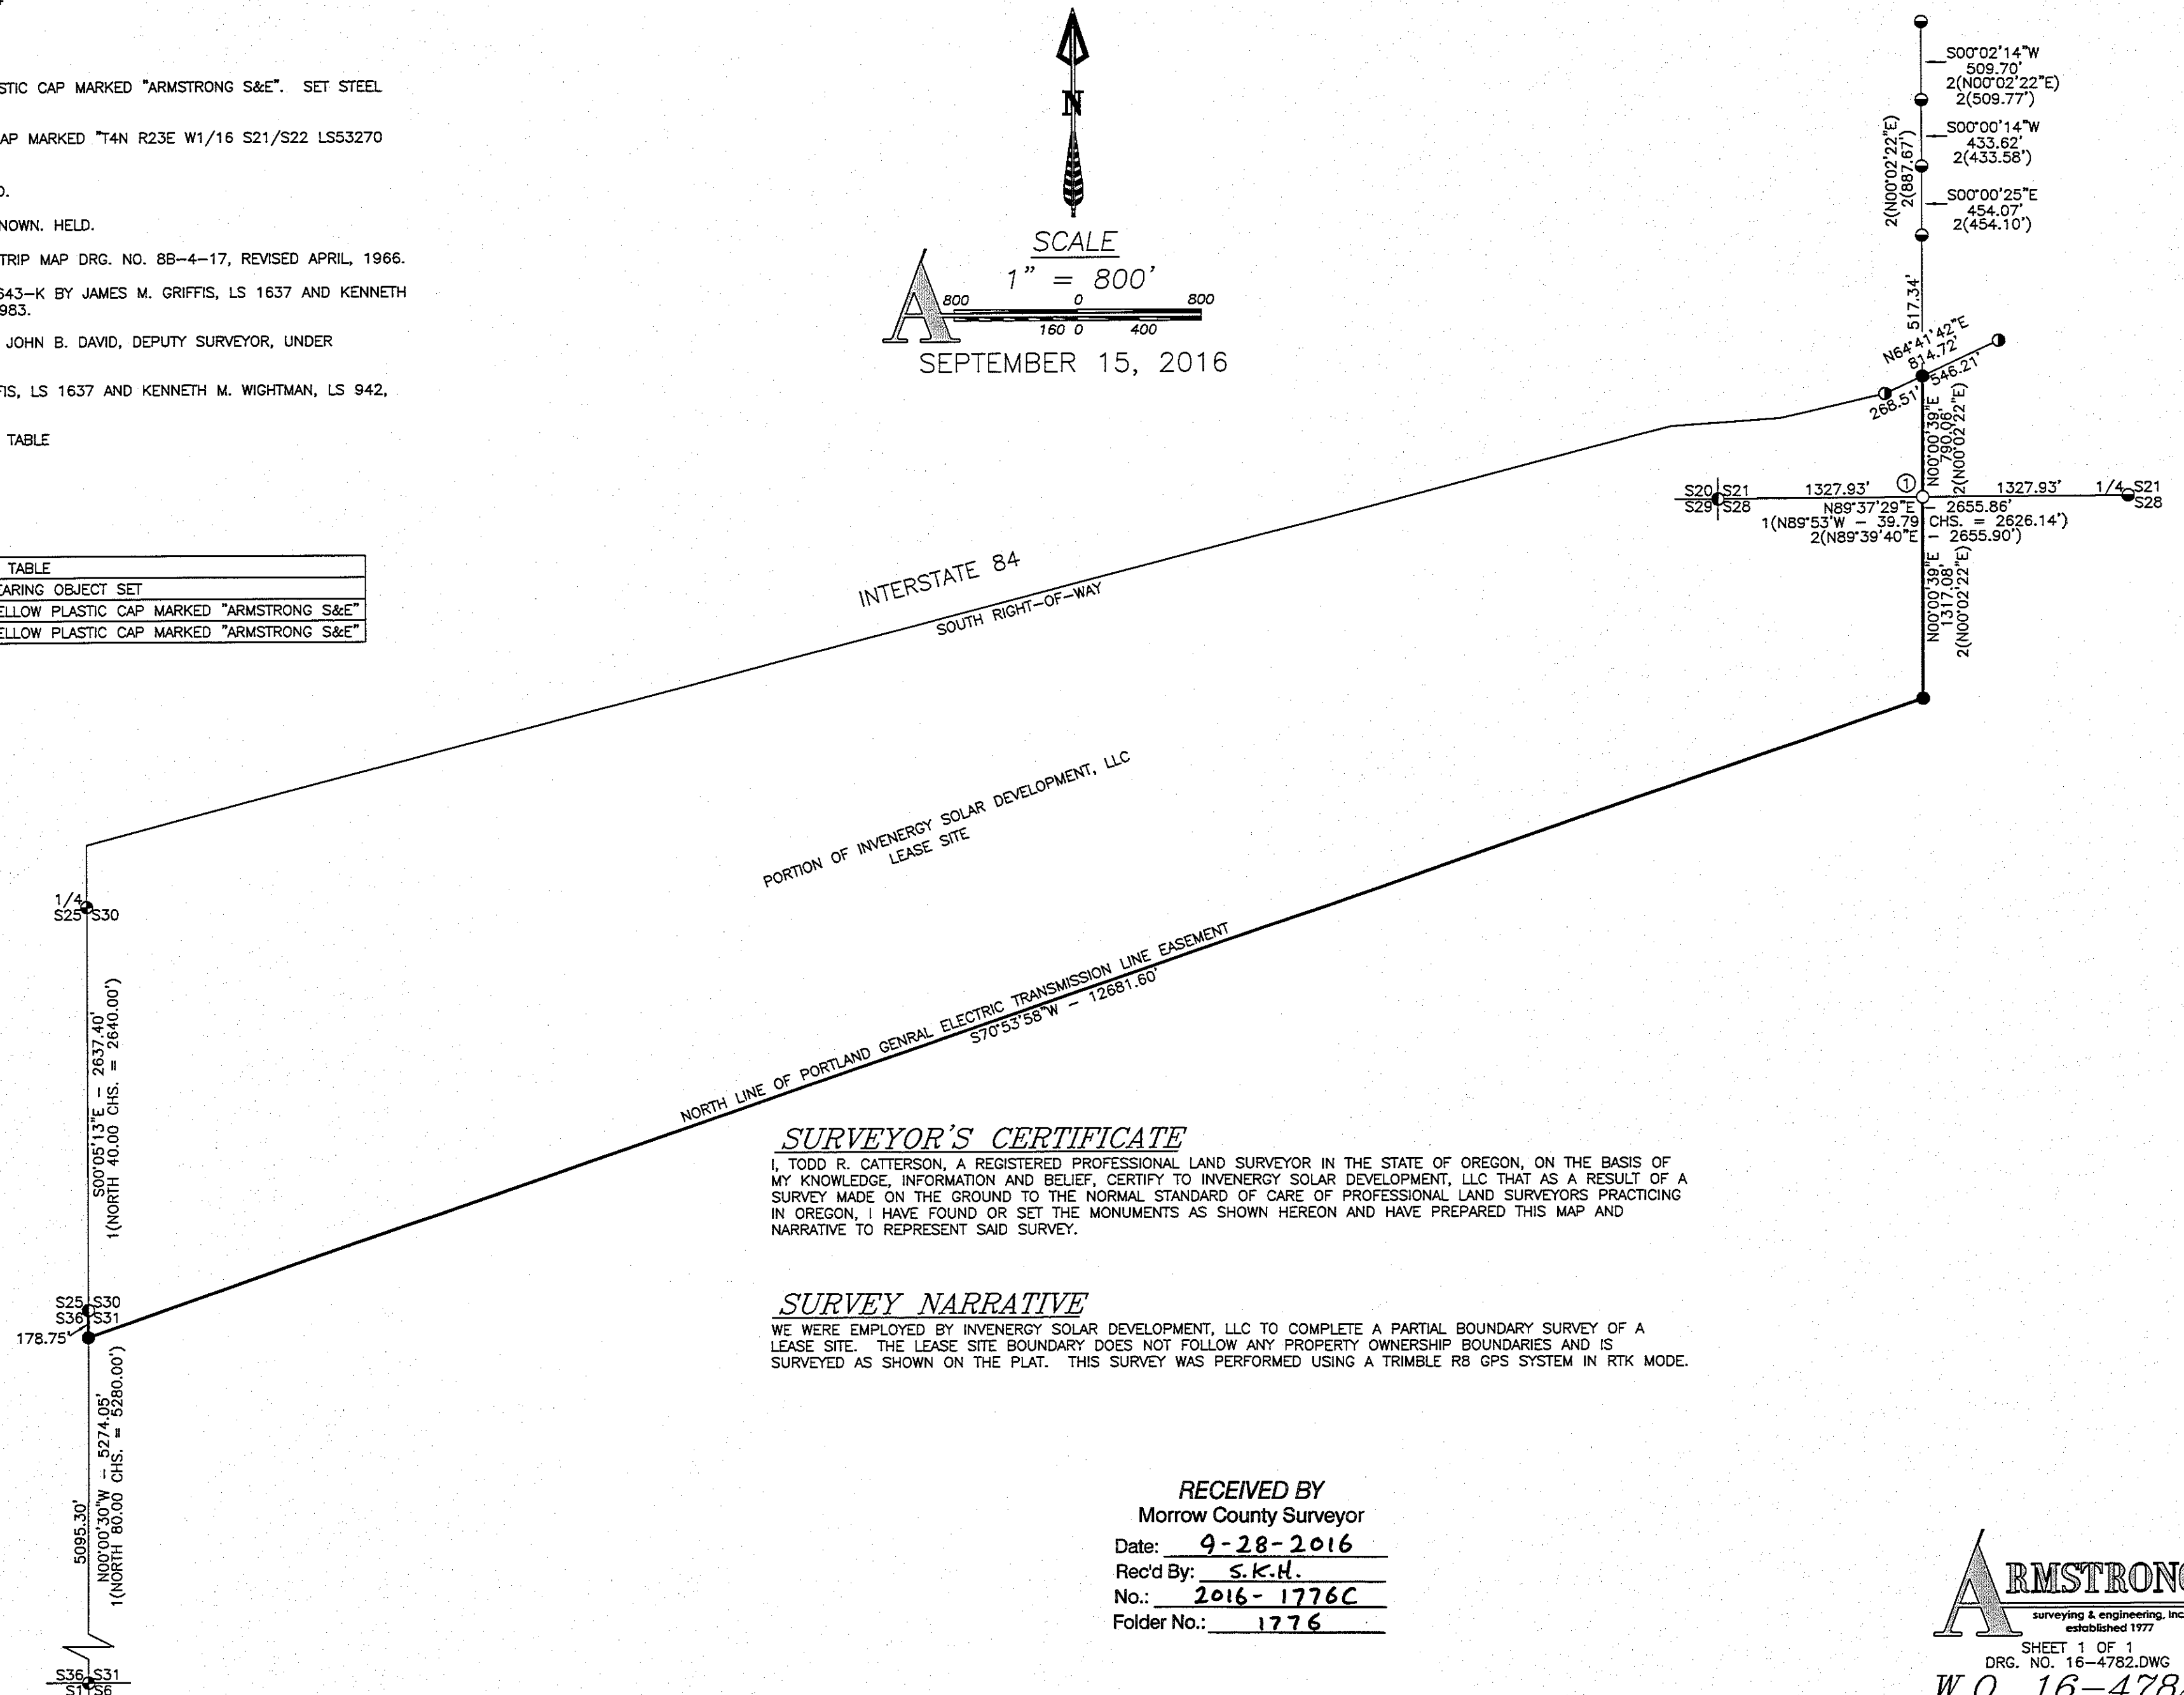 STIC CAP MARKED "ARMSTRONG S&E". SET STEEL
AP MARKED "T4N R23E W1/16 S21/S22 LS53270
D.
NOWN. HELD.
TRIP MAP DRG. NO. 8B-4-17, REVISED APRIL, 1966.
643-K BY JAMES M. GRIFFIS, LS 1637 AND KENNETH
983.
JOHN B. DAVID, DEPUTY SURVEYOR, UNDER
FIS, LS 1637 AND KENNETH M. WIGHTMAN, LS 942,
TABLE
TABLE
EARING OBJECT SET
ELLOW PLASTIC CAP MARKED "ARMSTRONG S&E"
ELLOW PLASTIC CAP MARKED "ARMSTRONG S&E"
N
SCALE
1" = 800'
A
800 0 800
160 0 400
SEPTEMBER 15, 2016
S00°02'14"W
509.70'
2(N00°02'22"E)
2(509.77')
S00°00'14"W
433.62'
2(433.58')
S00°00'25"E
454.07'
2(454.10')
2(N00°02'22"E)
2(887.67')
517.34'
N64°41'42"E
814.72'
546.21'
268.51'
N00°00'39"E
790.06'
2(N00°02'22"E)
S20 S21
S29 S28
1327.93'
1
1327.93'
1/4 S21
S28
N89°37'29"E - 2655.86'
1(N89°53'W - 39.79 CHS. = 2626.14')
2(N89°39'40"E - 2655.90')
N00°00'39"E
1317.08'
2(N00°02'22"E)
INTERSTATE 84
SOUTH RIGHT-OF-WAY
PORTION OF INVENERGY SOLAR DEVELOPMENT, LLC
LEASE SITE
NORTH LINE OF PORTLAND GENRAL ELECTRIC TRANSMISSION LINE EASEMENT
S70°53'58"W - 12681.60'
1/4
S25 S30
S00°05'13"E - 2637.40'
1(NORTH 40.00 CHS. = 2640.00')
S25 S30
S36 S31
178.75'
5095.30'
N00°00'30"W - 5274.05'
1(NORTH 80.00 CHS. = 5280.00')
S36 S31
S1 S6
SURVEYOR'S CERTIFICATE
I, TODD R. CATTERSON, A REGISTERED PROFESSIONAL LAND SURVEYOR IN THE STATE OF OREGON, ON THE BASIS OF
MY KNOWLEDGE, INFORMATION AND BELIEF, CERTIFY TO INVENERGY SOLAR DEVELOPMENT, LLC THAT AS A RESULT OF A
SURVEY MADE ON THE GROUND TO THE NORMAL STANDARD OF CARE OF PROFESSIONAL LAND SURVEYORS PRACTICING
IN OREGON, I HAVE FOUND OR SET THE MONUMENTS AS SHOWN HEREON AND HAVE PREPARED THIS MAP AND
NARRATIVE TO REPRESENT SAID SURVEY.
SURVEY NARRATIVE
WE WERE EMPLOYED BY INVENERGY SOLAR DEVELOPMENT, LLC TO COMPLETE A PARTIAL BOUNDARY SURVEY OF A
LEASE SITE. THE LEASE SITE BOUNDARY DOES NOT FOLLOW ANY PROPERTY OWNERSHIP BOUNDARIES AND IS
SURVEYED AS SHOWN ON THE PLAT. THIS SURVEY WAS PERFORMED USING A TRIMBLE R8 GPS SYSTEM IN RTK MODE.
RECEIVED BY
Morrow County Surveyor
Date: 9-28-2016
Rec'd By: S.K.H.
No.: 2016-1776C
Folder No.: 1776
ARMSTRONG
surveying & engineering, Inc
established 1977
SHEET 1 OF 1
DRG. NO. 16-4782.DWG
W.O. 16-478